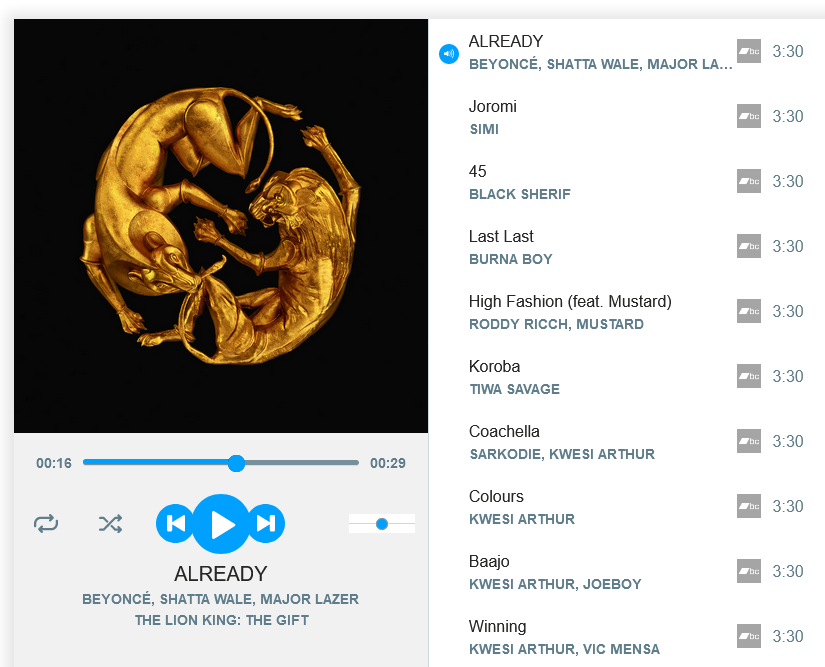 00:16
00:29
ALREADY
BEYONCÉ, SHATTA WALE, MAJOR LAZER
THE LION KING: THE GIFT
ALREADY
BEYONCÉ, SHATTA WALE, MAJOR LA...
bc
3:30
Joromi
SIMI
bc
3:30
45
BLACK SHERIF
bc
3:30
Last Last
BURNA BOY
bc
3:30
High Fashion (feat. Mustard)
RODDY RICCH, MUSTARD
bc
3:30
Koroba
TIWA SAVAGE
bc
3:30
Coachella
SARKODIE, KWESI ARTHUR
bc
3:30
Colours
KWESI ARTHUR
bc
3:30
Baajo
KWESI ARTHUR, JOEBOY
bc
3:30
Winning
KWESI ARTHUR, VIC MENSA
bc
3:30